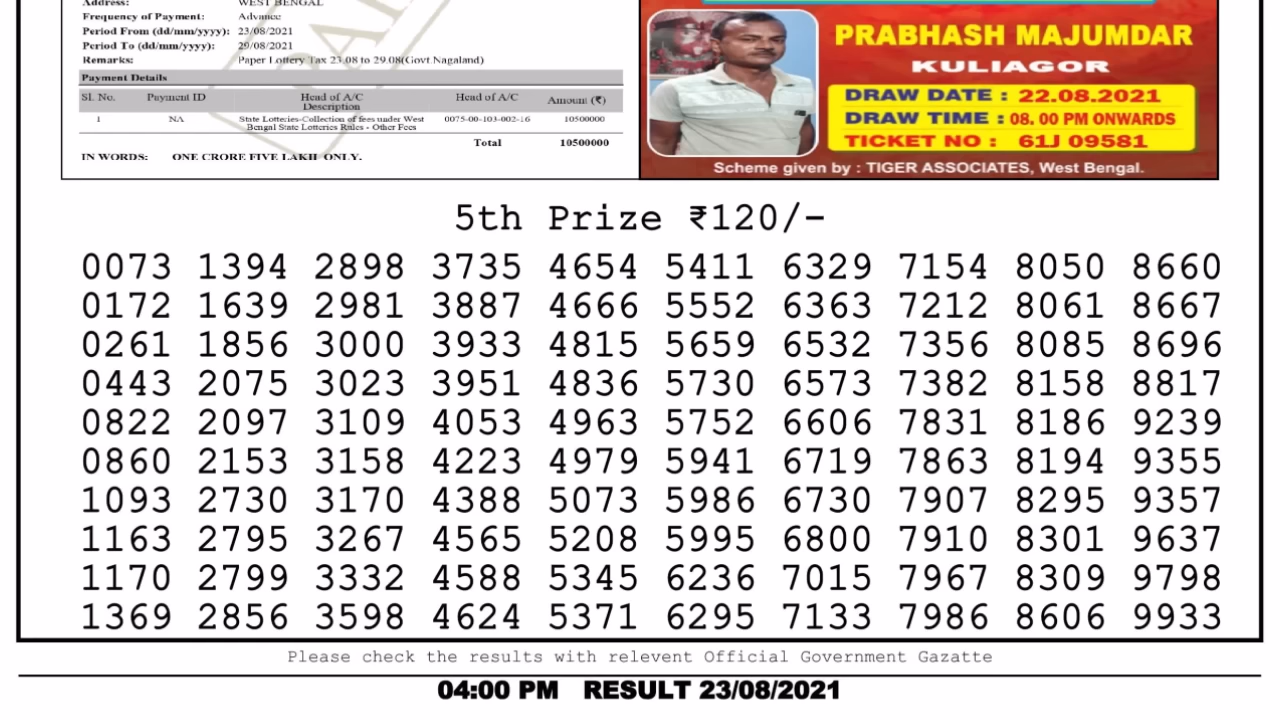 Address: WEST BENGAL
Frequency of Payment: Advance
Period From (dd/mm/yyyy): 23/08/2021
Period To (dd/mm/yyyy): 29/08/2021
Remarks: Paper Lottery Tax 23.08 to 29.08(Govt.Nagaland)
Payment Details
Sl. No. Payment ID Head of A/C Description Head of A/C Amount (₹)
1 NA State Lotteries-Collection of fees under West 0075-00-103-002-16 10500000
Bengal State Lotteries Rules - Other Fees
Total 10500000
IN WORDS: ONE CRORE FIVE LAKH ONLY.
PRABHASH MAJUMDAR
KULIAGOR
DRAW DATE : 22.08.2021
DRAW TIME : 08. 00 PM ONWARDS
TICKET NO : 61J 09581
Scheme given by : TIGER ASSOCIATES, West Bengal.
5th Prize ₹120/-
0073 1394 2898 3735 4654 5411 6329 7154 8050 8660
0172 1639 2981 3887 4666 5552 6363 7212 8061 8667
0261 1856 3000 3933 4815 5659 6532 7356 8085 8696
0443 2075 3023 3951 4836 5730 6573 7382 8158 8817
0822 2097 3109 4053 4963 5752 6606 7831 8186 9239
0860 2153 3158 4223 4979 5941 6719 7863 8194 9355
1093 2730 3170 4388 5073 5986 6730 7907 8295 9357
1163 2795 3267 4565 5208 5995 6800 7910 8301 9637
1170 2799 3332 4588 5345 6236 7015 7967 8309 9798
1369 2856 3598 4624 5371 6295 7133 7986 8606 9933
Please check the results with relevent Official Government Gazatte
04:00 PM RESULT 23/08/2021